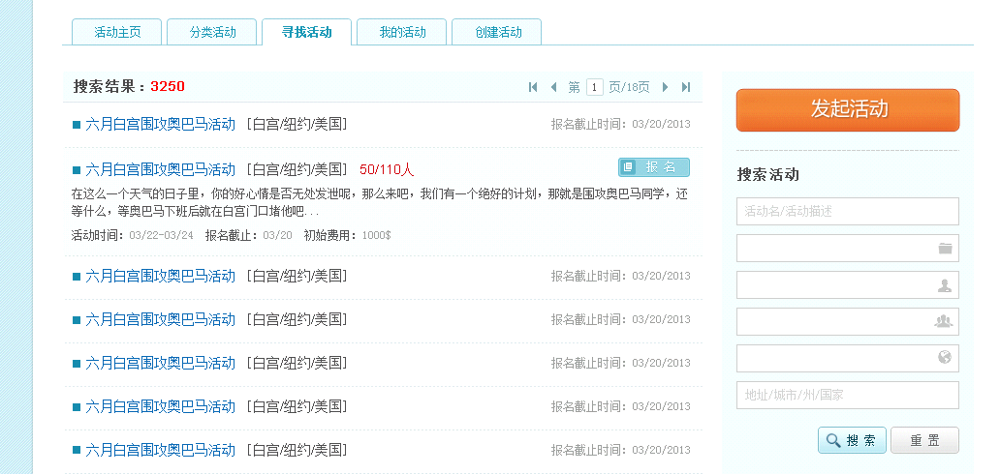 活动主页 分类活动 寻找活动 我的活动 创建活动
搜索结果：3250 第 1 页/18页
六月白宫围攻奥巴马活动 [白宫/纽约/美国] 报名截止时间：03/20/2013
六月白宫围攻奥巴马活动 [白宫/纽约/美国] 50/110人 报 名
在这么一个天气的日子里，你的好心情是否无处发泄呢，那么来吧，我们有一个绝好的计划，那就是围攻奥巴马同学，还
等什么，等奥巴马下班后就在白宫门口堵他吧...
活动时间：03/22-03/24 报名截止：03/20 初始费用：1000$
六月白宫围攻奥巴马活动 [白宫/纽约/美国] 报名截止时间：03/20/2013
六月白宫围攻奥巴马活动 [白宫/纽约/美国] 报名截止时间：03/20/2013
六月白宫围攻奥巴马活动 [白宫/纽约/美国] 报名截止时间：03/20/2013
六月白宫围攻奥巴马活动 [白宫/纽约/美国] 报名截止时间：03/20/2013
六月白宫围攻奥巴马活动 [白宫/纽约/美国] 报名截止时间：03/20/2013
发起活动
搜索活动
活动名/活动描述
地址/城市/州/国家
搜 索 重 置